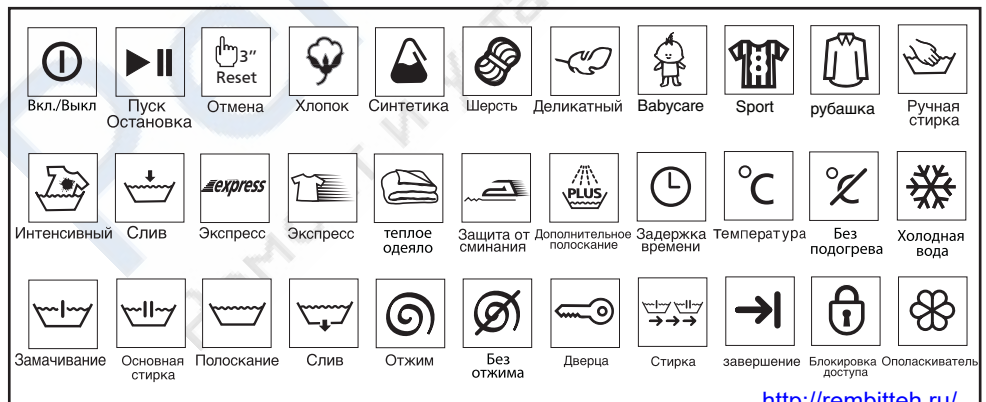 3″
Reset
Вкл./Выкл
Пуск
Остановка
Отмена
Хлопок
Синтетика
Шерсть
Деликатный
Babycare
Sport
рубашка
Ручная
стирка
express
PLUS
°C
Интенсивный
Слив
Экспресс
Экспресс
теплое
одеяло
Защита от
сминания
Дополнительное
полоскание
Задержка
времени
температура
Без
подогрева
Холодная
вода
Замачивание
Основная
стирка
Полоскание
Слив
Отжим
Без
отжима
Дверца
Стирка
завершение
Блокировка
доступа
Ополаскиватель
http://rembitteh.ru/